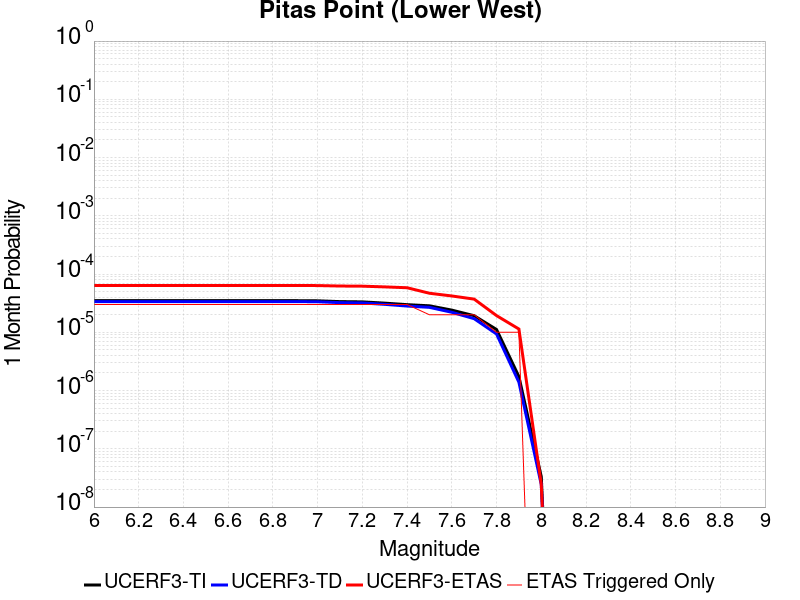 Pitas Point (Lower West)
10^0
10^-1
10^-2
10^-3
10^-4
10^-5
10^-6
10^-7
10^-8
1 Month Probability
6 6.2 6.4 6.6 6.8 7 7.2 7.4 7.6 7.8 8 8.2 8.4 8.6 8.8 9
Magnitude
UCERF3-TI UCERF3-TD UCERF3-ETAS ETAS Triggered Only